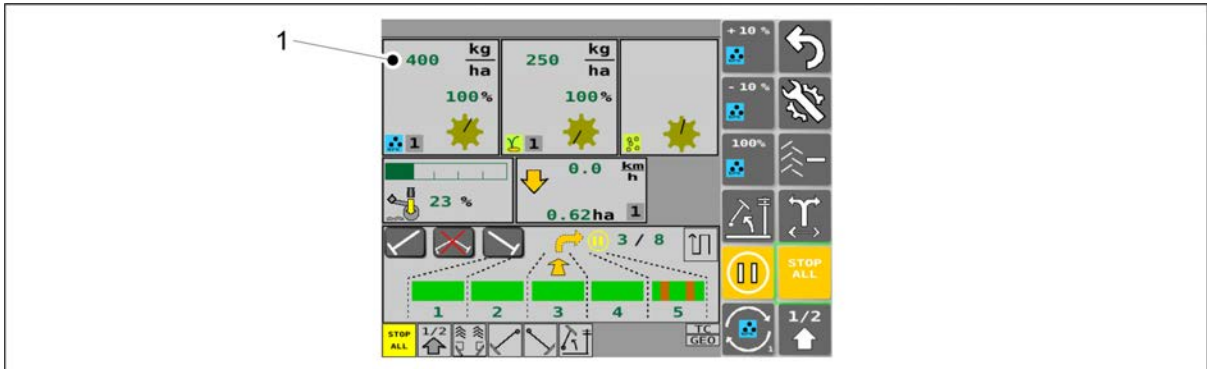 1
+ 10 %
400 kg/ha
250 kg/ha
100%
100%
- 10 %
1
1
100%
0.0 km/h
23 %
0.62ha 1
3 / 8
STOP ALL
1 2 3 4 5
STOP ALL
1/2
TC
GEO
1
1/2